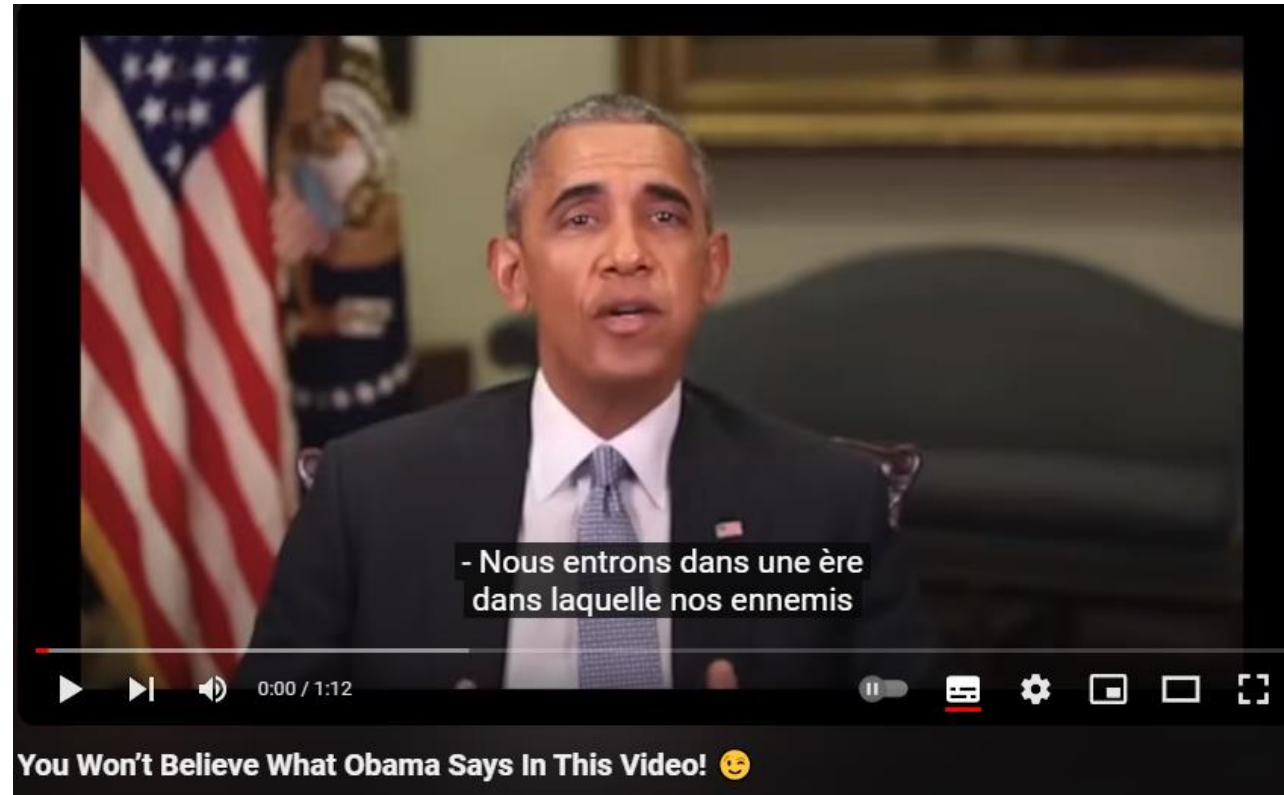 - Nous entrons dans une ère
dans laquelle nos ennemis
0:00 / 1:12
You Won’t Believe What Obama Says In This Video! 😉